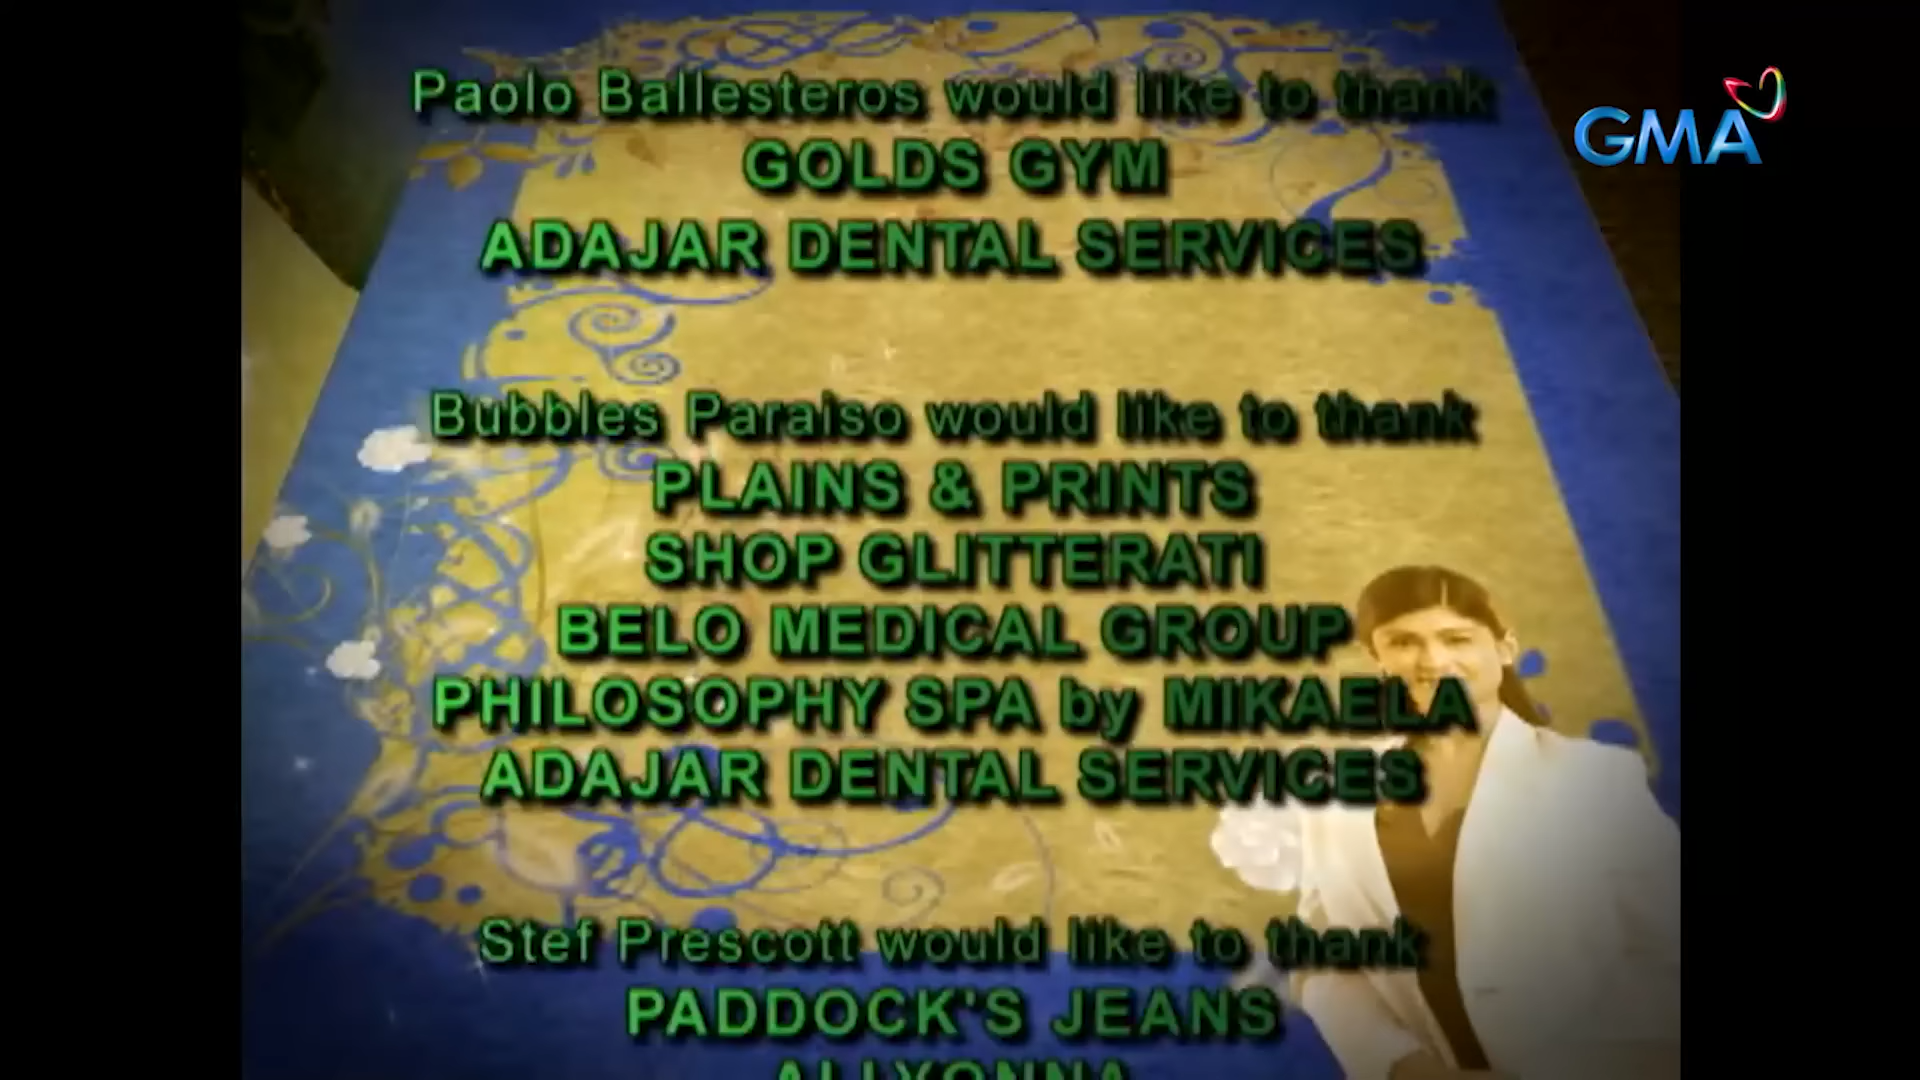 Paolo Ballesteros would like to thank
GMA
GOLDS GYM
ADAJAR DENTAL SERVICES
Bubbles Paraiso would like to thank
PLAINS & PRINTS
SHOP GLITTERATI
BELO MEDICAL GROUP
PHILOSOPHY SPA by MIKAELA
ADAJAR DENTAL SERVICES
Stef Prescott would like to thank
PADDOCK'S JEANS